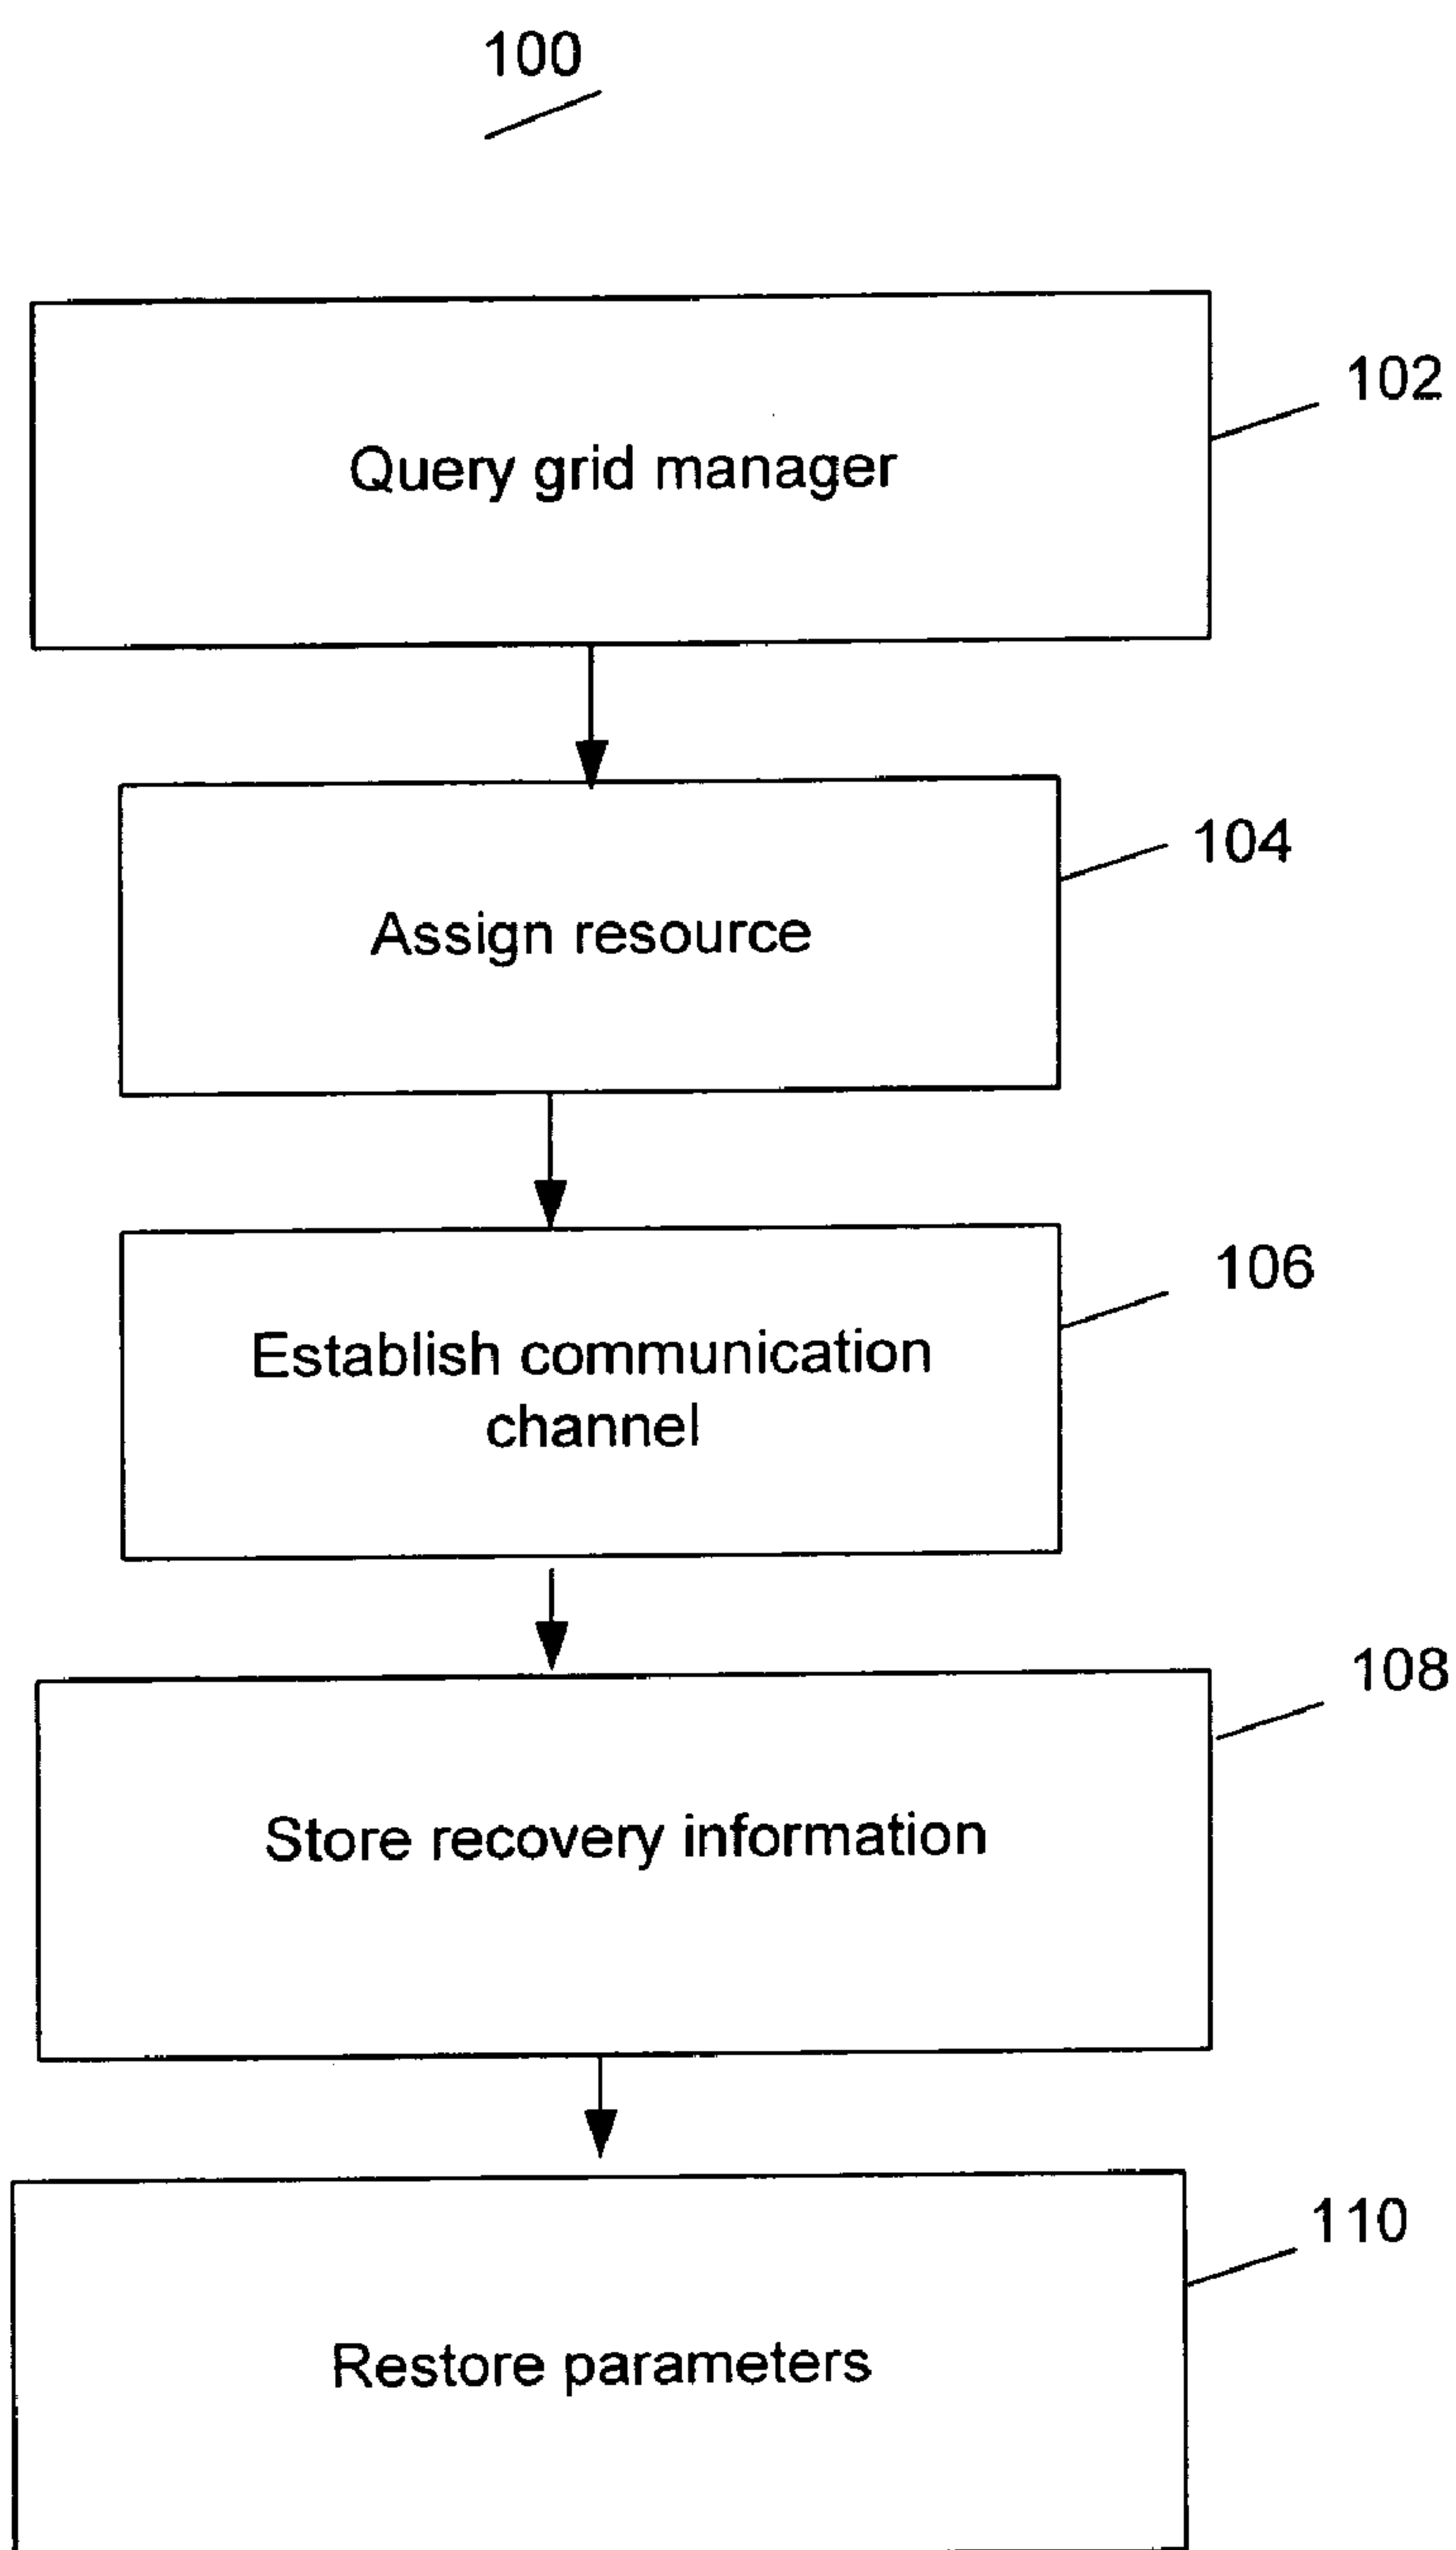 100
102
Query grid manager
104
Assign resource
106
Establish communication
channel
108
Store recovery information
110
Restore parameters